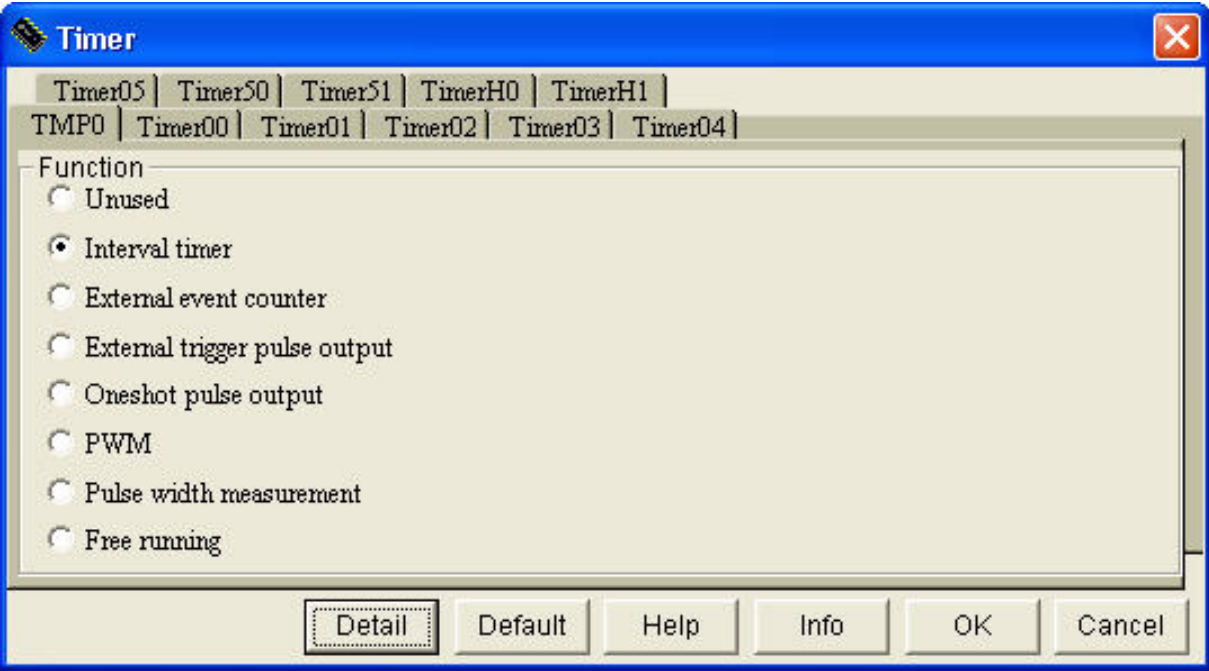 Timer
Timer05 Timer50 Timer51 TimerH0 TimerH1
TMP0 Timer00 Timer01 Timer02 Timer03 Timer04
Function
Unused
Interval timer
External event counter
External trigger pulse output
Oneshot pulse output
PWM
Pulse width measurement
Free running
Detail Default Help Info OK Cancel